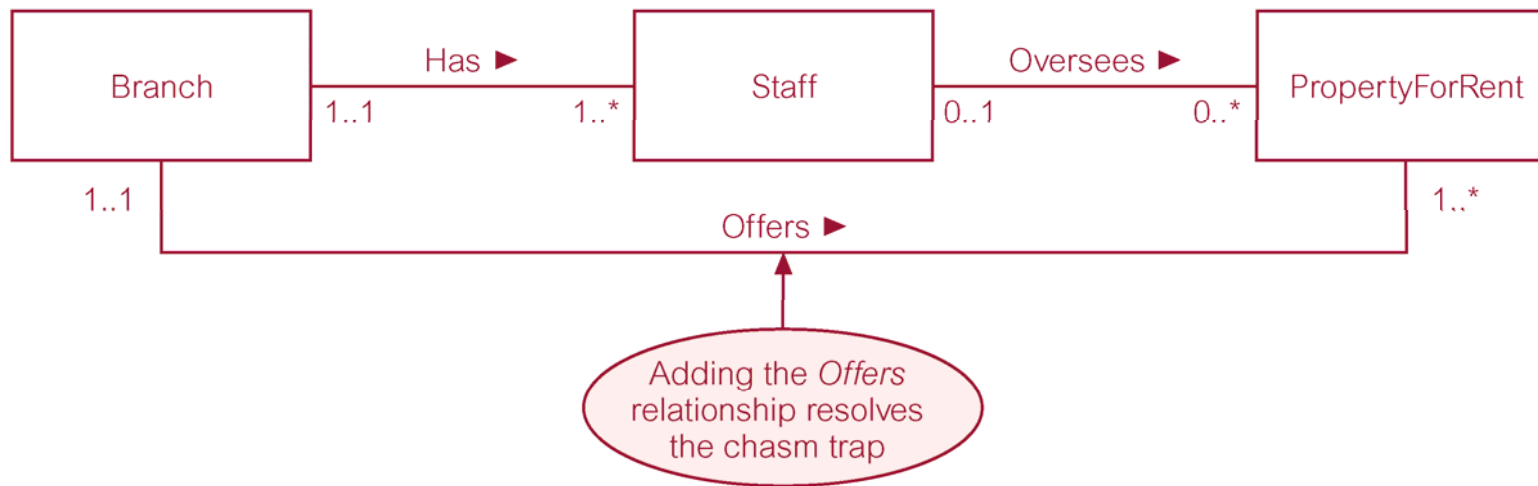 Has ►
Oversees ►
Branch
Staff
PropertyForRent
1..1
1..*
0..1
0..*
1..1
1..*
Offers ►
Adding the Offers
relationship resolves
the chasm trap